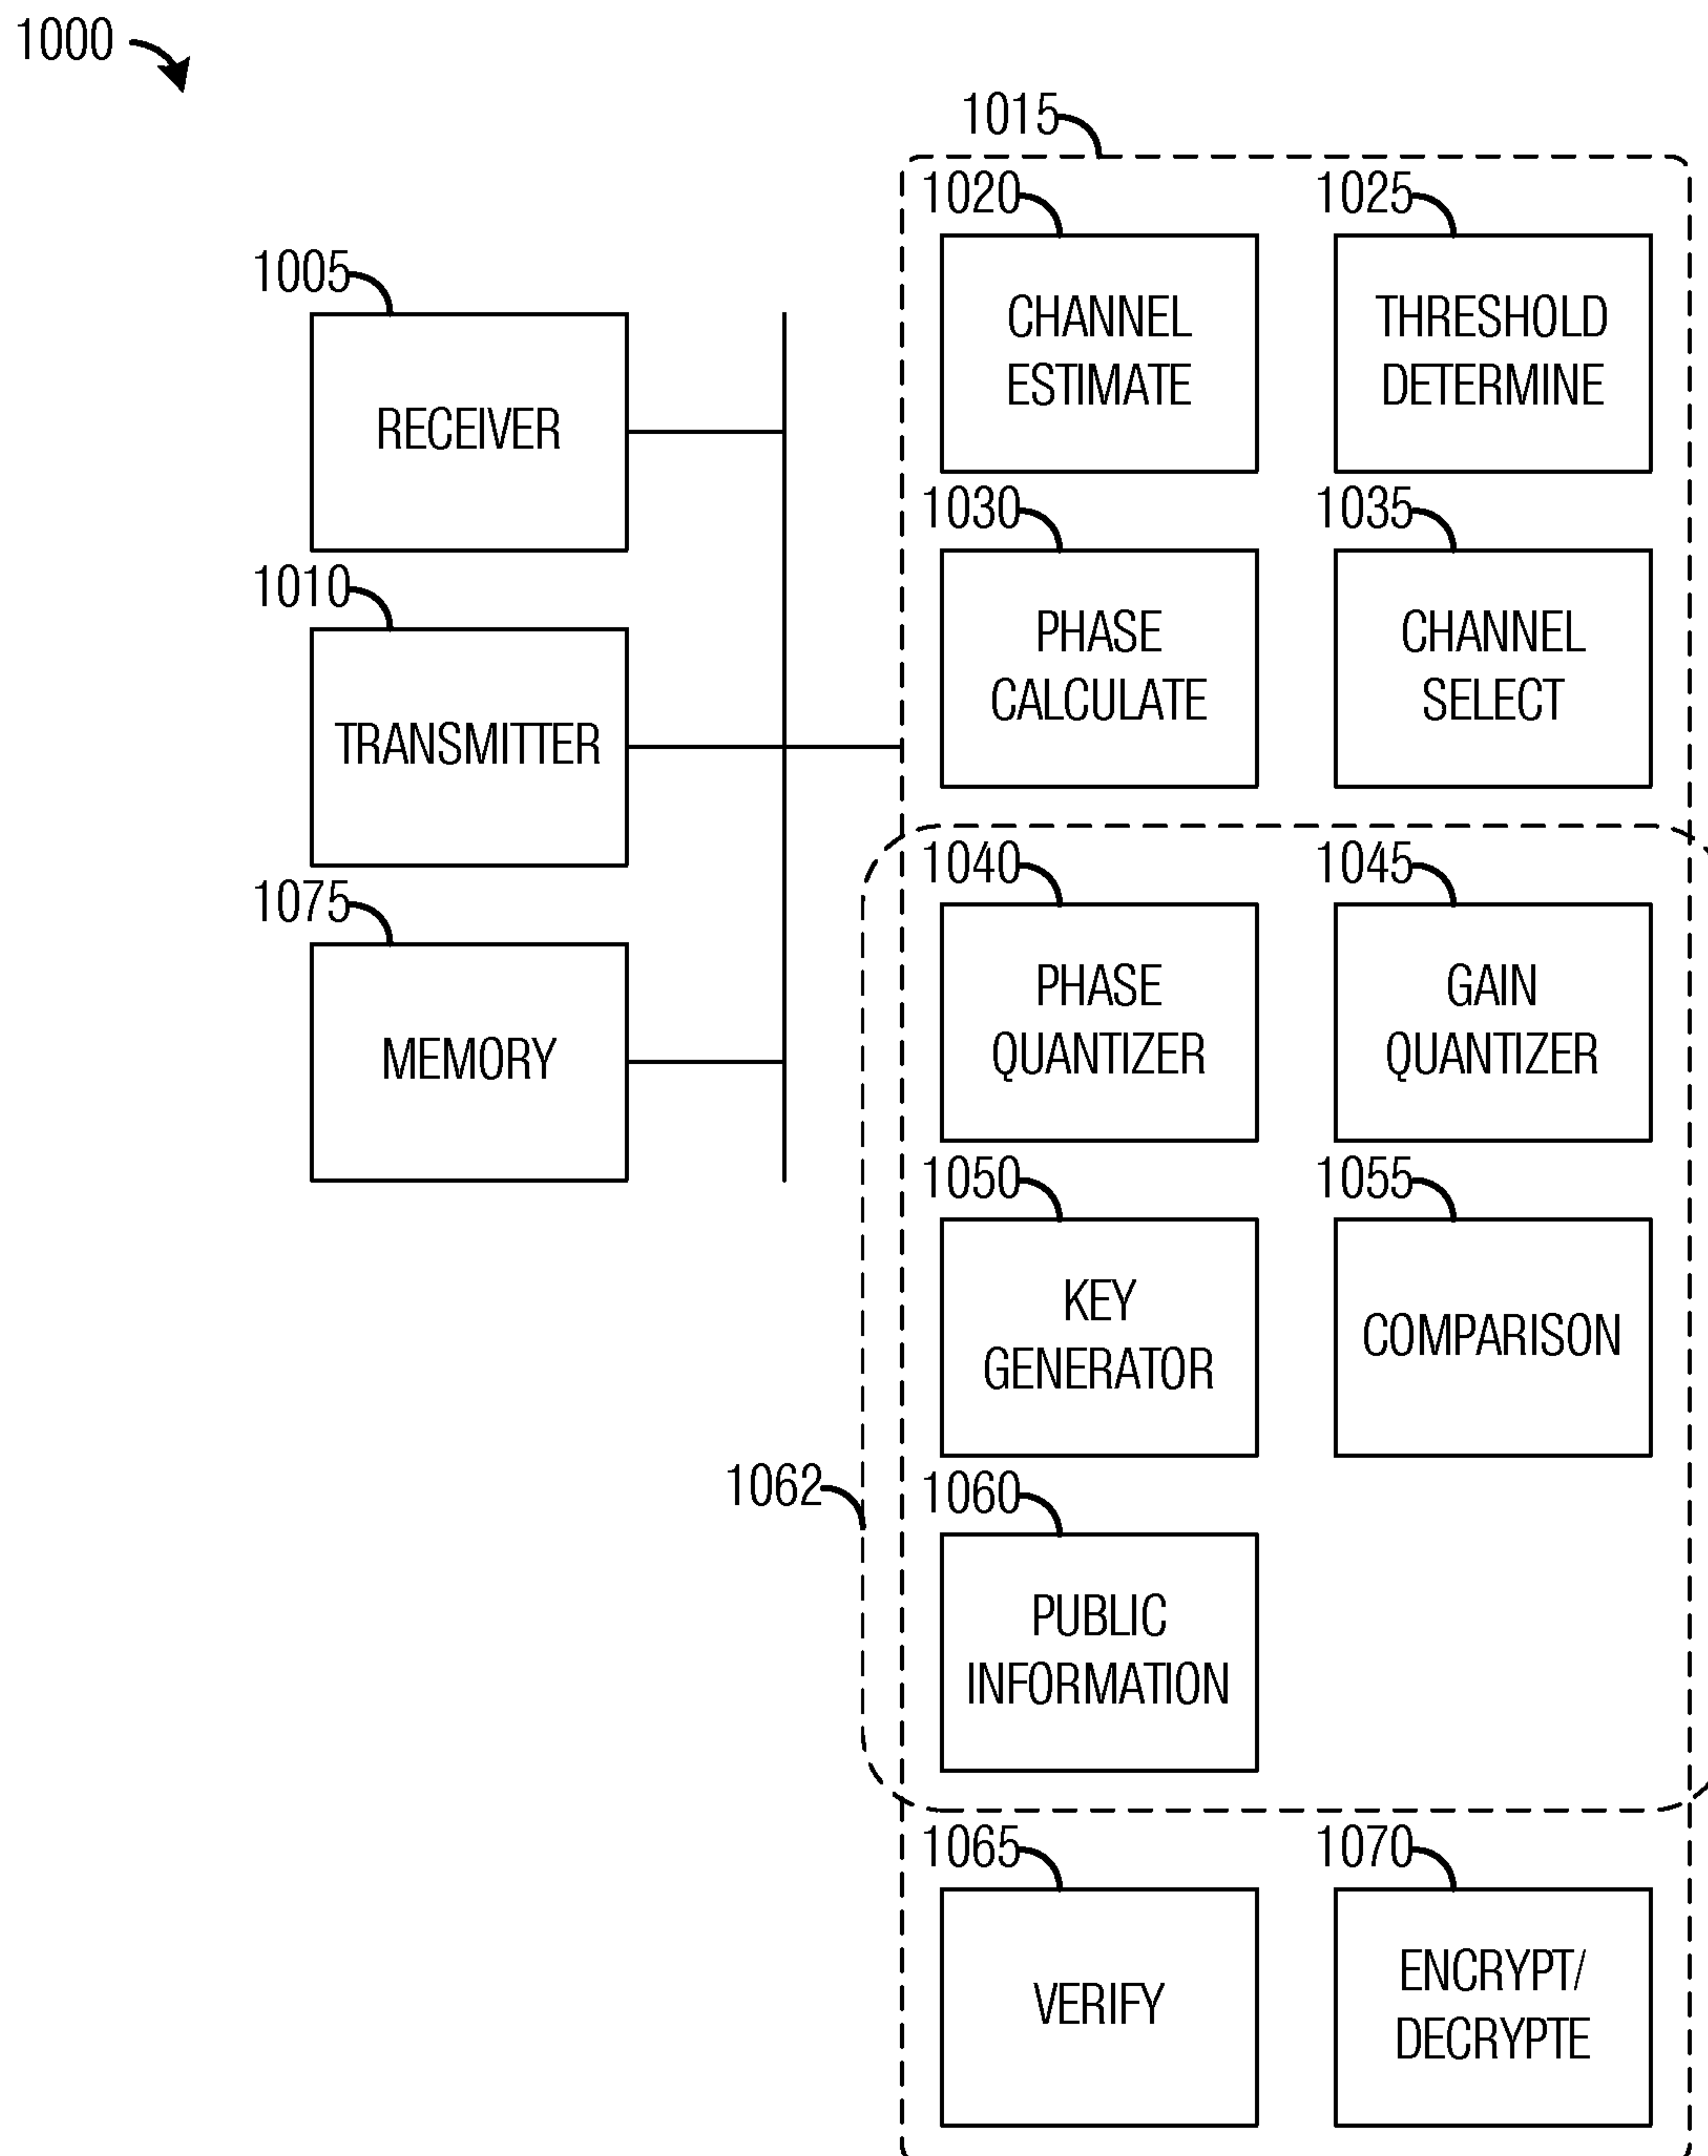 1000
1015
1020
1025
CHANNEL
ESTIMATE
THRESHOLD
DETERMINE
1005
RECEIVER
1030
1035
PHASE
CALCULATE
CHANNEL
SELECT
1010
TRANSMITTER
1040
1045
PHASE
QUANTIZER
GAIN
QUANTIZER
1075
MEMORY
1050
1055
KEY
GENERATOR
COMPARISON
1062
1060
PUBLIC
INFORMATION
1065
1070
VERIFY
ENCRYPT/
DECRYPTE